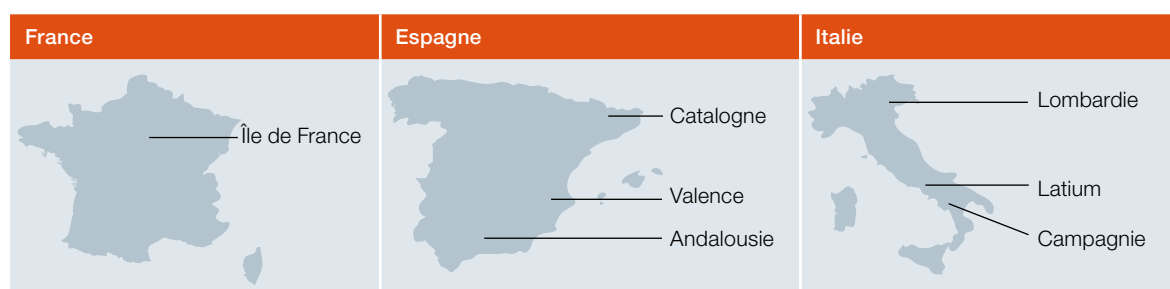 France
Île de France
Espagne
Catalogne
Valence
Andalousie
Italie
Lombardie
Latium
Campagnie